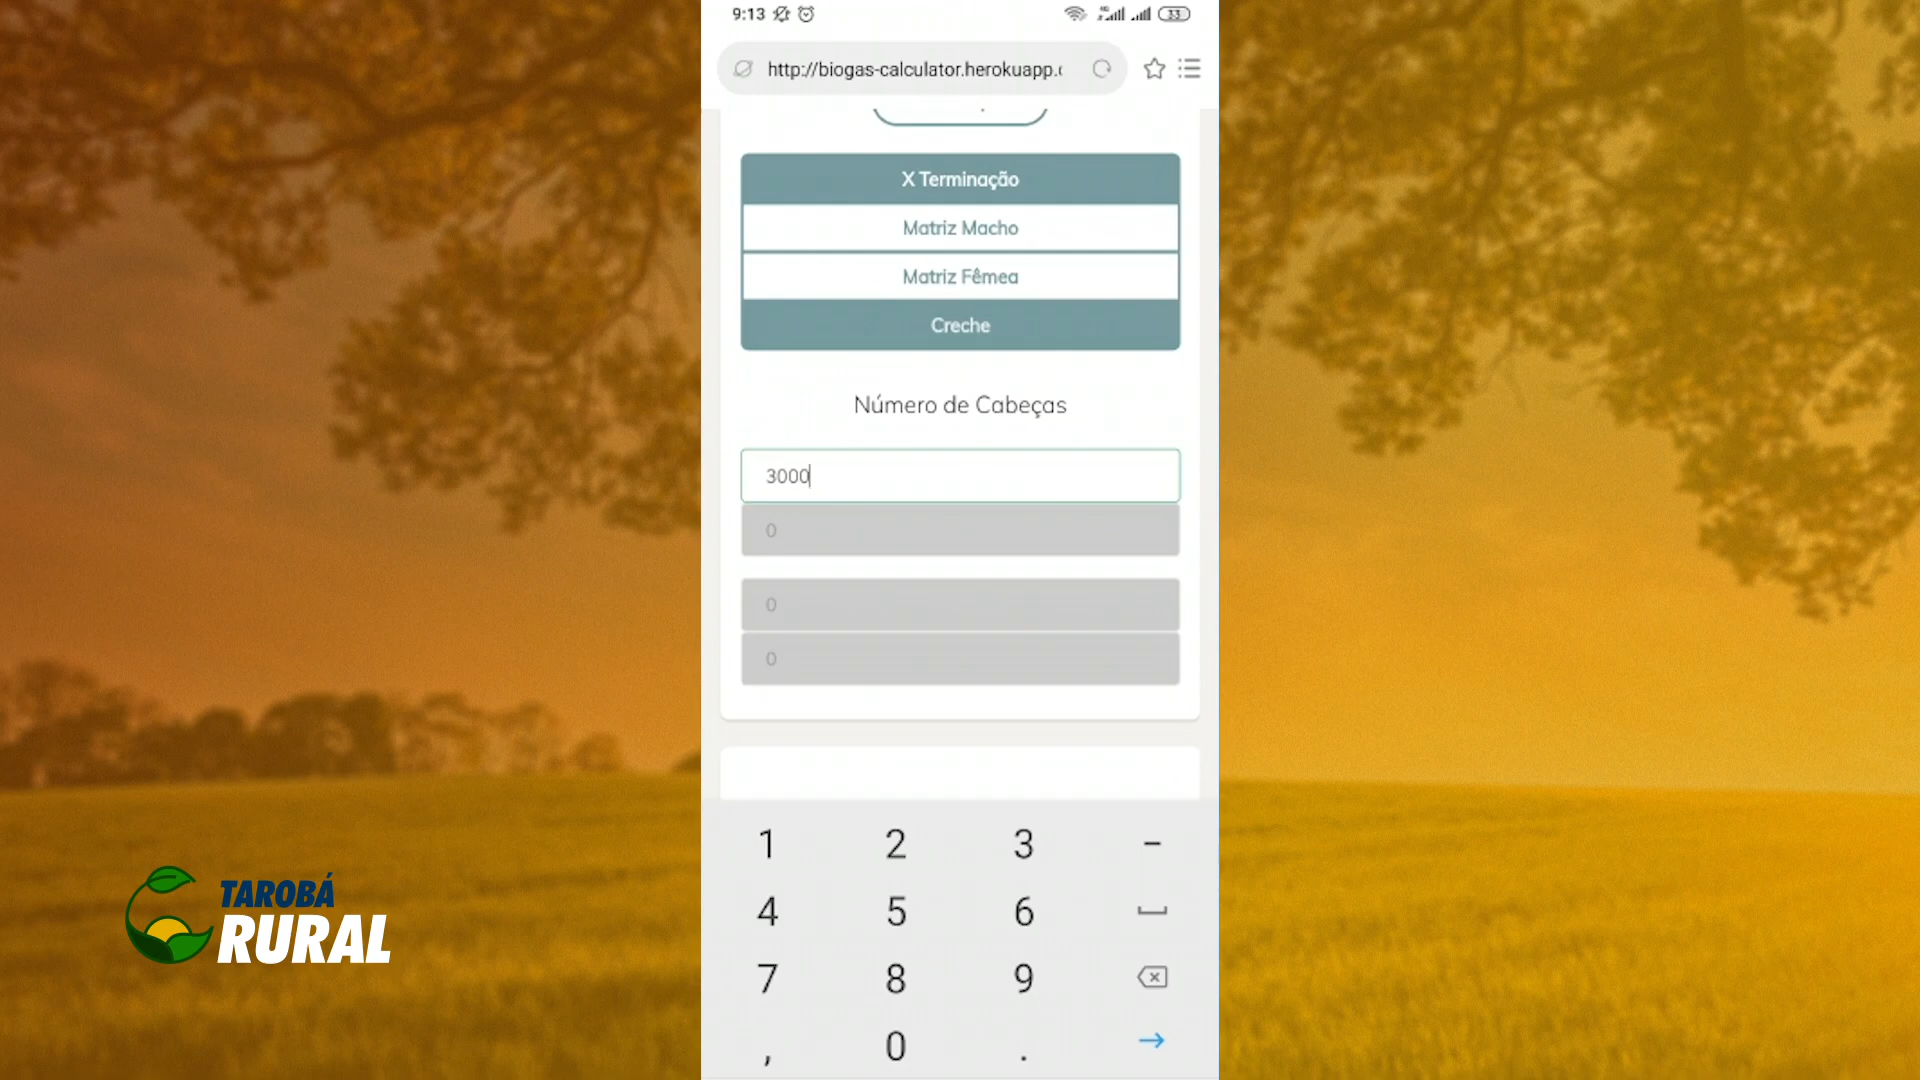 9:13
33
http://biogas-calculator.herokuapp.c
X Terminação
Matriz Macho
Matriz Fêmea
Creche
Número de Cabeças
3000
0
0
0
1 2 3 –
4 5 6
7 8 9
, 0 .
TAROBÁ
RURAL